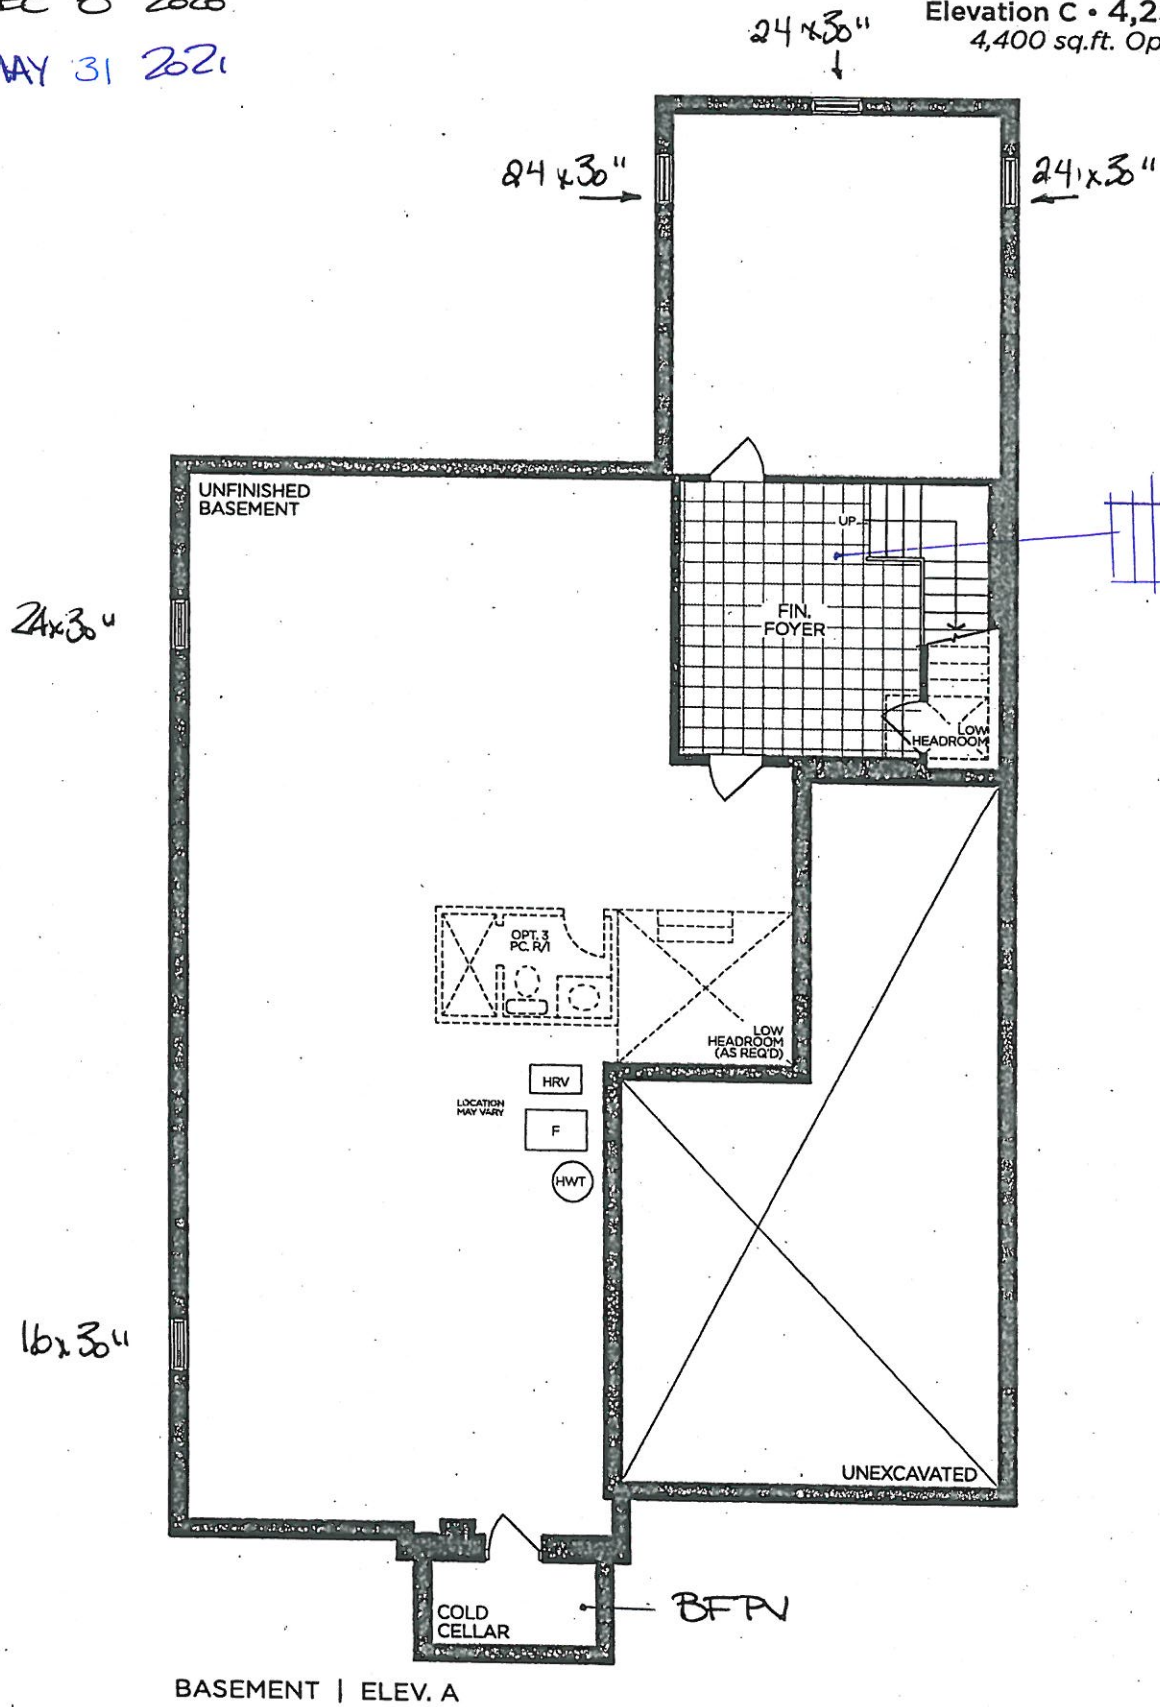 2020
MAY 31 2021
Elevation C • 4,2
4,400 sq.ft. Op
24 x 30"
24 x 30"
24 x 30"
UNFINISHED
BASEMENT
UP
24x30"
FIN.
FOYER
LOW
HEADROOM
OPT. 3
PC. R/I
LOW
HEADROOM
(AS REQ'D)
HRV
LOCATION
MAY VARY
F
HWT
16x30"
UNEXCAVATED
COLD
CELLAR
BFPV
BASEMENT | ELEV. A